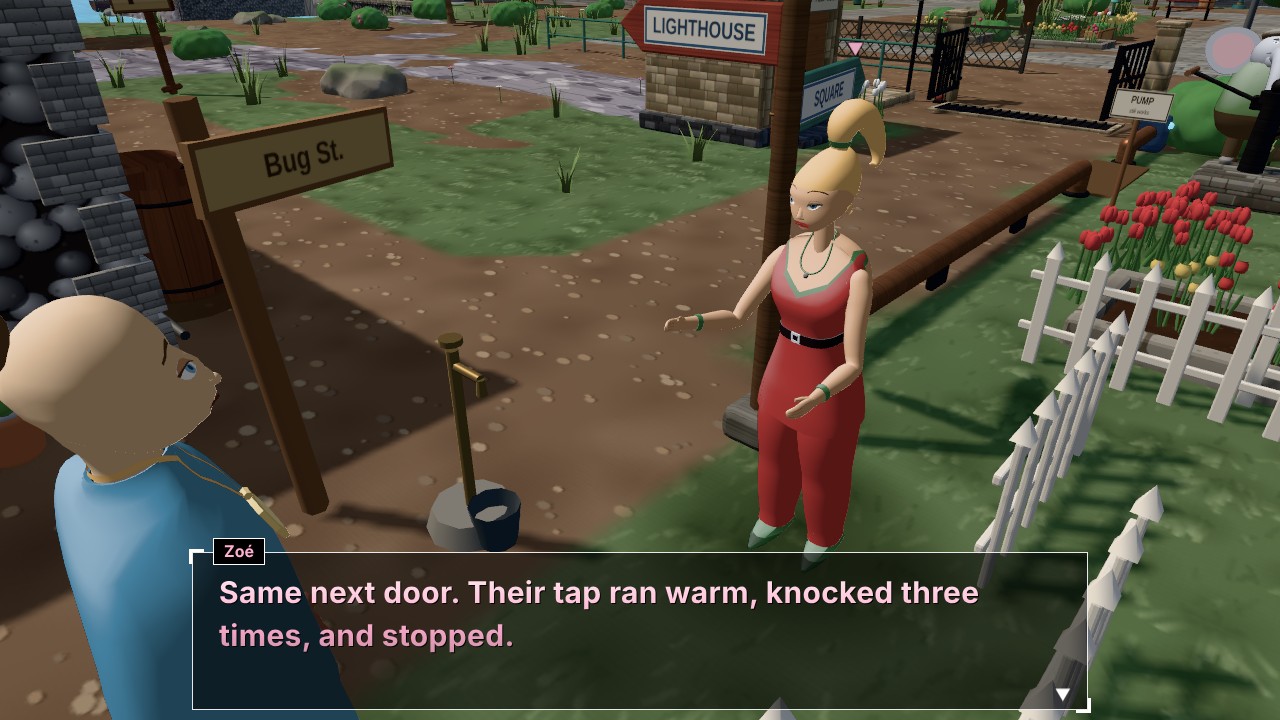 LIGHTHOUSE
SQUARE
PUMP
Bug St.
Zoé
Same next door. Their tap ran warm, knocked three
times, and stopped.